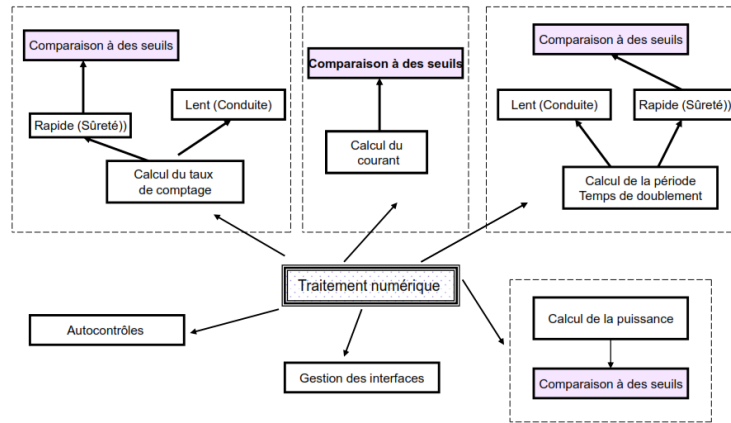 Comparaison à des seuils
Rapide (Sûreté))
Lent (Conduite)
Calcul du taux
de comptage
Comparaison à des seuils
Calcul du
courant
Comparaison à des seuils
Lent (Conduite)
Rapide (Sûreté)
Calcul de la période
Temps de doublement
Traitement numérique
Autocontrôles
Gestion des interfaces
Calcul de la puissance
Comparaison à des seuils